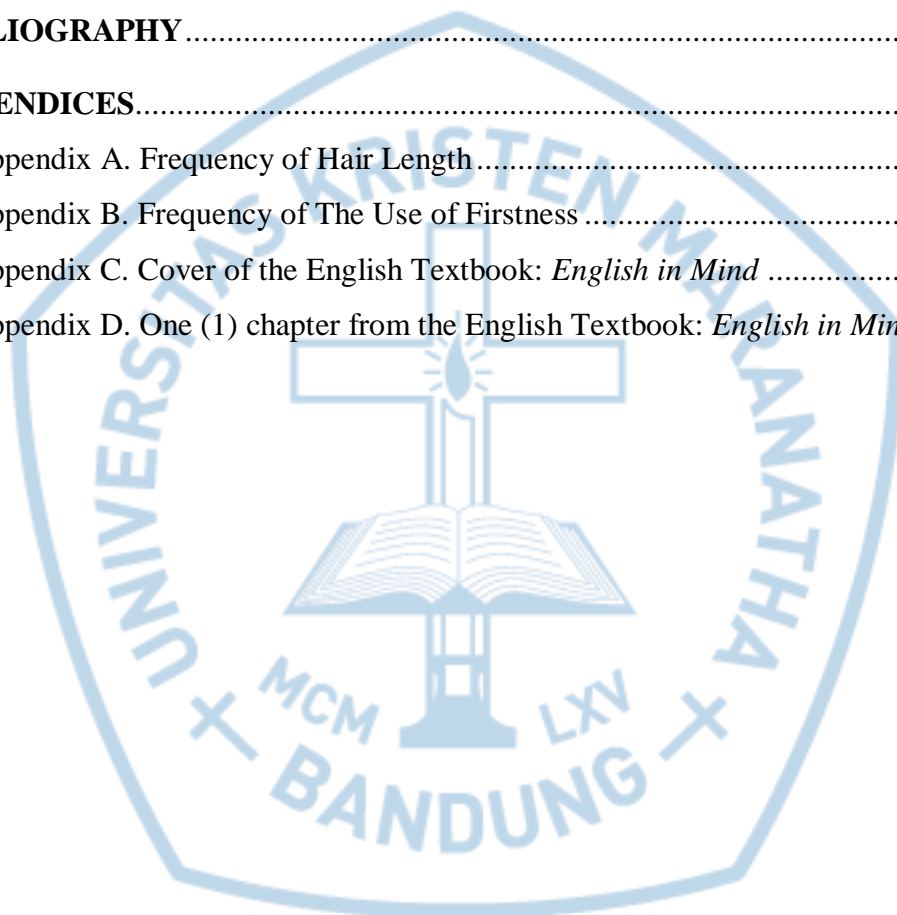 LIOGRAPHY
ENDICES
ppendix A. Frequency of Hair Length
ppendix B. Frequency of The Use of Firstness
ppendix C. Cover of the English Textbook: English in Mind
ppendix D. One (1) chapter from the English Textbook: English in Min
UNIVERSITAS KRISTEN MARANATHA
MCM LXV
BANDUNG